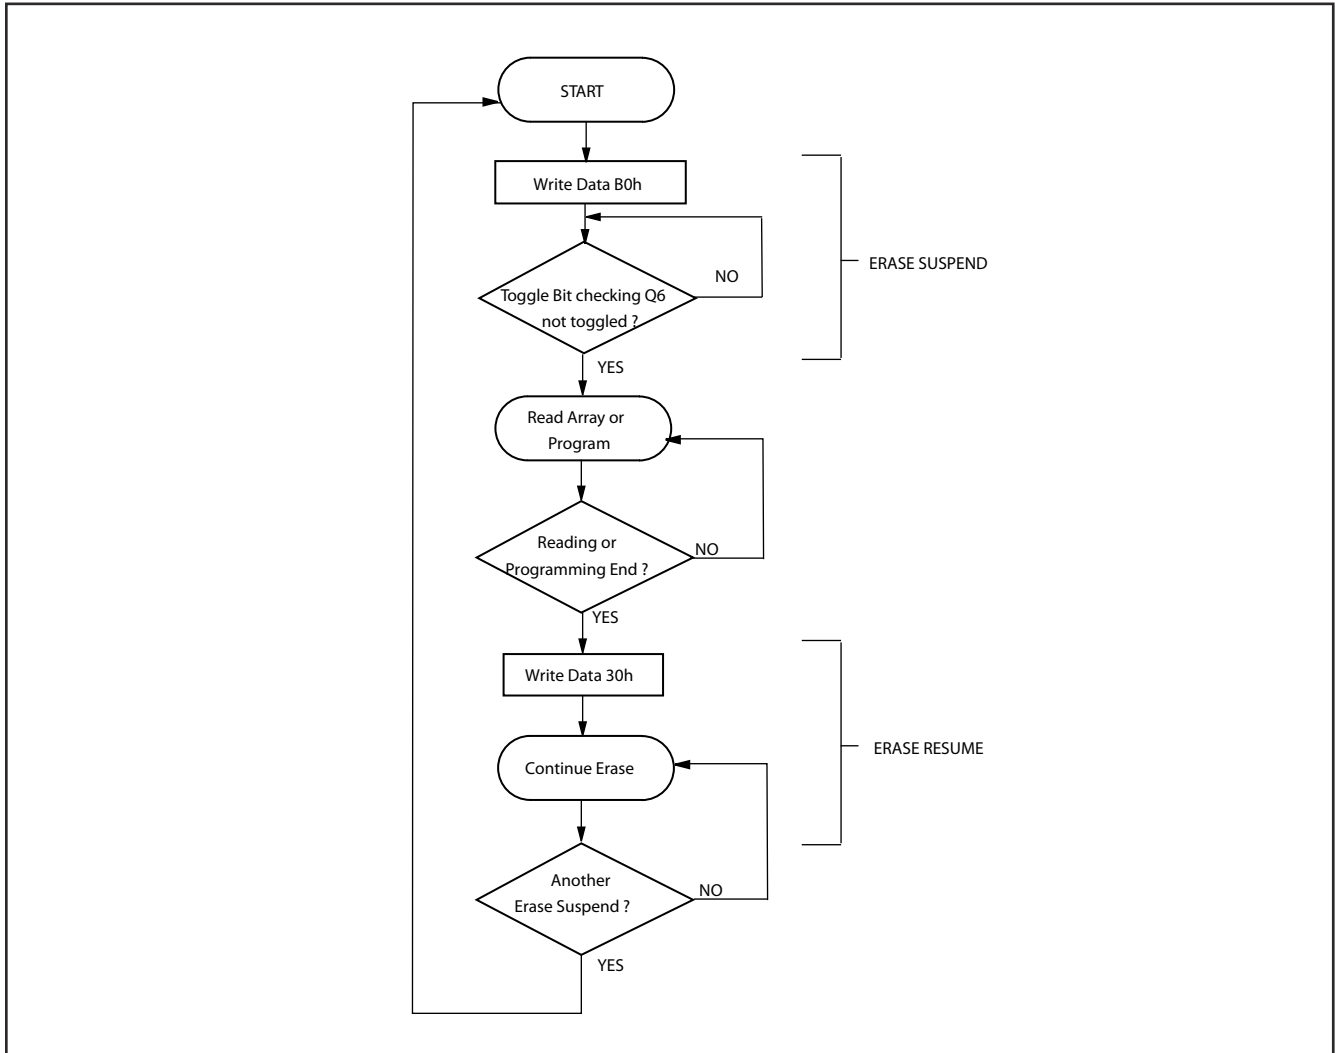 START
Write Data B0h
ERASE SUSPEND
NO
Toggle Bit checking Q6
not toggled ?
YES
Read Array or
Program
Reading or
NO
Programming End ?
YES
Write Data 30h
ERASE RESUME
Continue Erase
Another
NO
Erase Suspend ?
YES